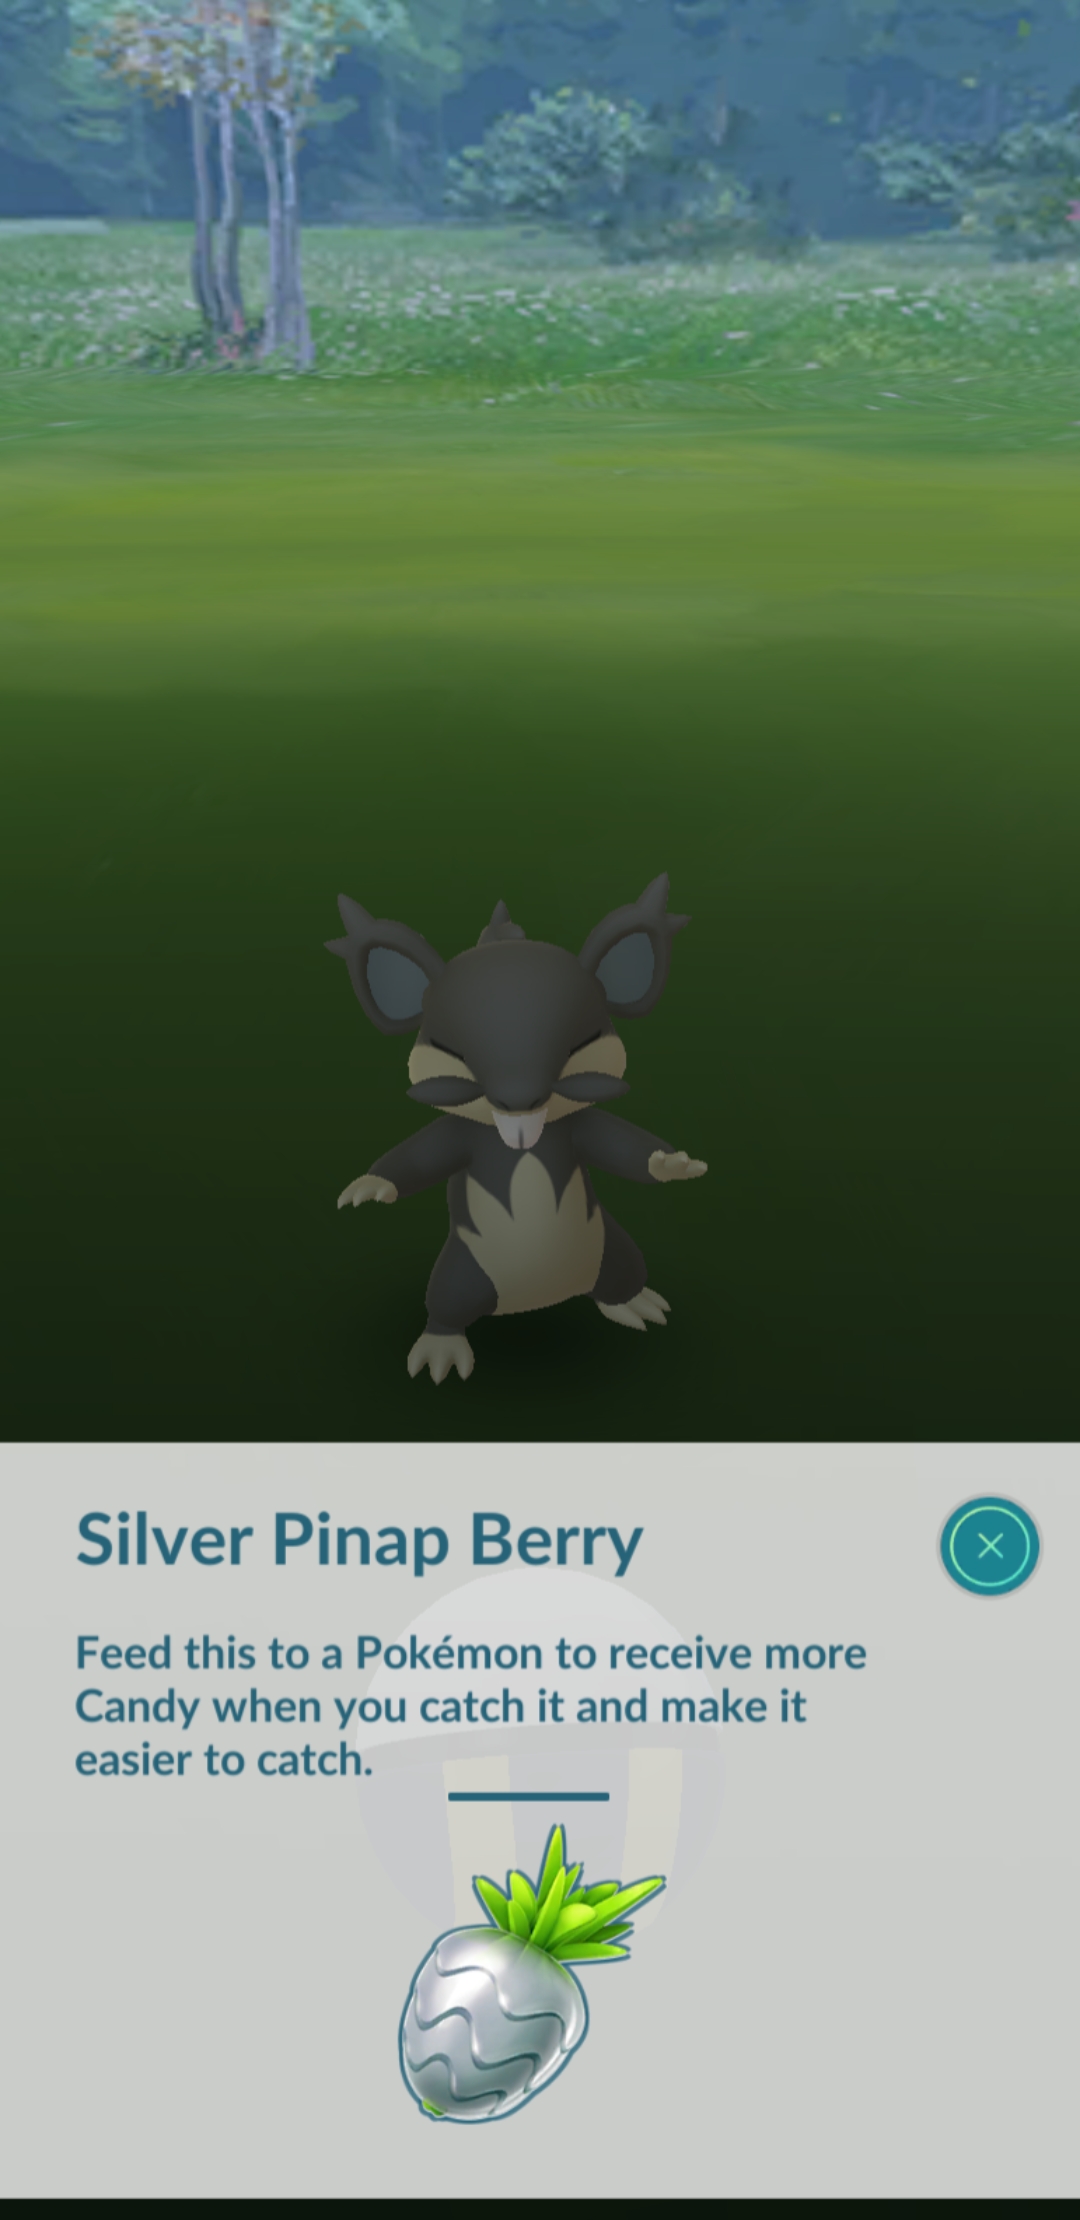 Silver Pinap Berry
Feed this to a Pokémon to receive more
Candy when you catch it and make it
easier to catch.